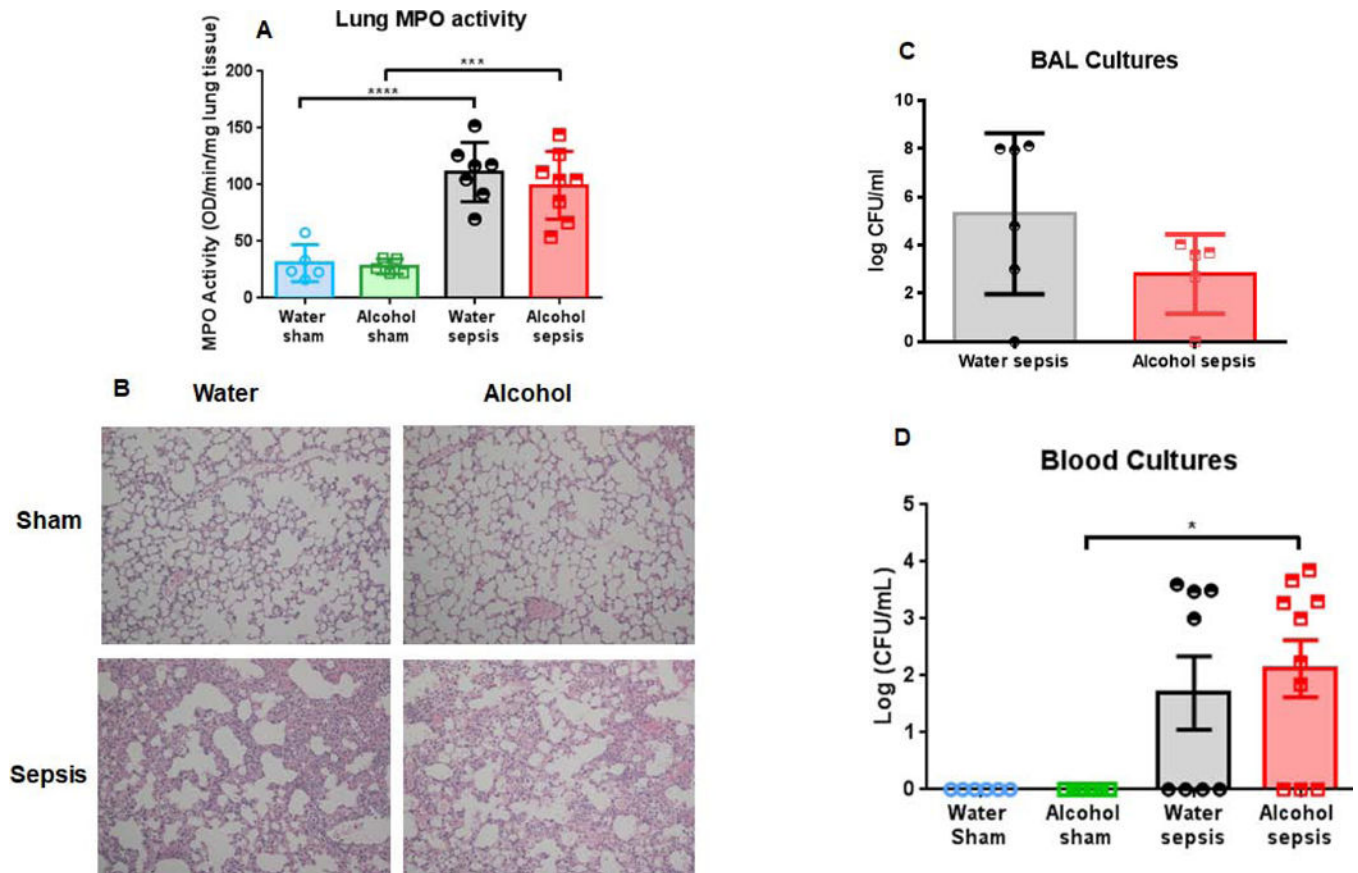 A
Lung MPO activity
MPO Activity (OD/min/mg lung tissue)
200
150
100
50
0
***
****
Water sham
Alcohol sham
Water sepsis
Alcohol sepsis
B
Water
Alcohol
Sham
Sepsis
C
BAL Cultures
log CFU/ml
10
8
6
4
2
0
Water sepsis
Alcohol sepsis
D
Blood Cultures
Log (CFU/mL)
5
4
3
2
1
0
*
Water Sham
Alcohol sham
Water sepsis
Alcohol sepsis